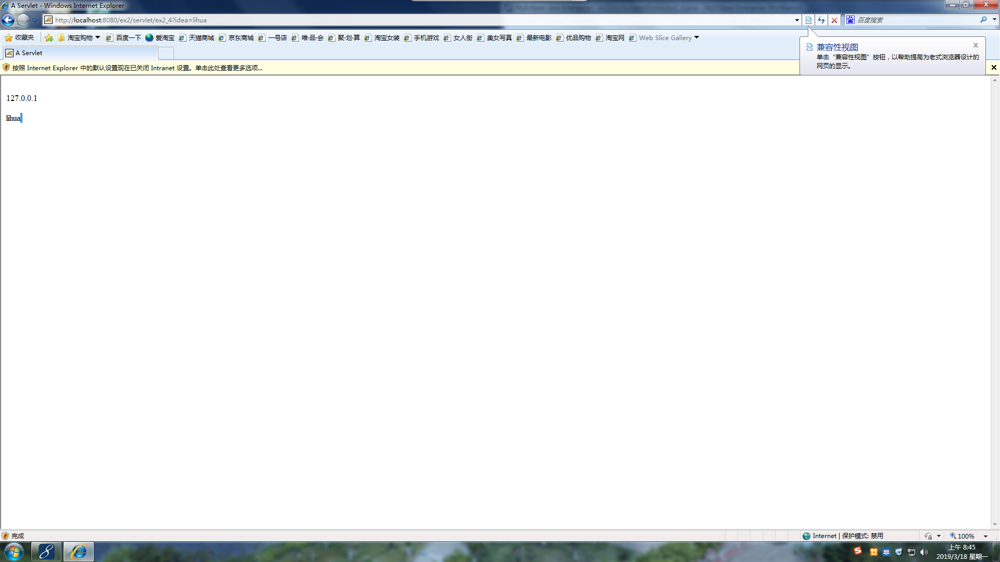 A Servlet - Windows Internet Explorer
http://localhost:8080/ex2/servlet/ex2_4?idea=lihua
百度搜索
收藏夹 淘宝购物 百度一下 爱淘宝 天猫商城 京东商城 一号店 唯·品·会 聚·划·算 淘宝女装 手机游戏 女人街 美女写真 最新电影 优品购物 淘宝网 Web Slice Gallery
A Servlet
兼容性视图
单击“兼容性视图”按钮，以帮助提高为老式浏览器设计的
网页的显示。
按照 Internet Explorer 中的默认设置现在已关闭 Intranet 设置。单击此处查看更多选项...
127.0.0.1
lihua
完成
Internet | 保护模式: 禁用
100%
上午 8:45
2019/3/18 星期一